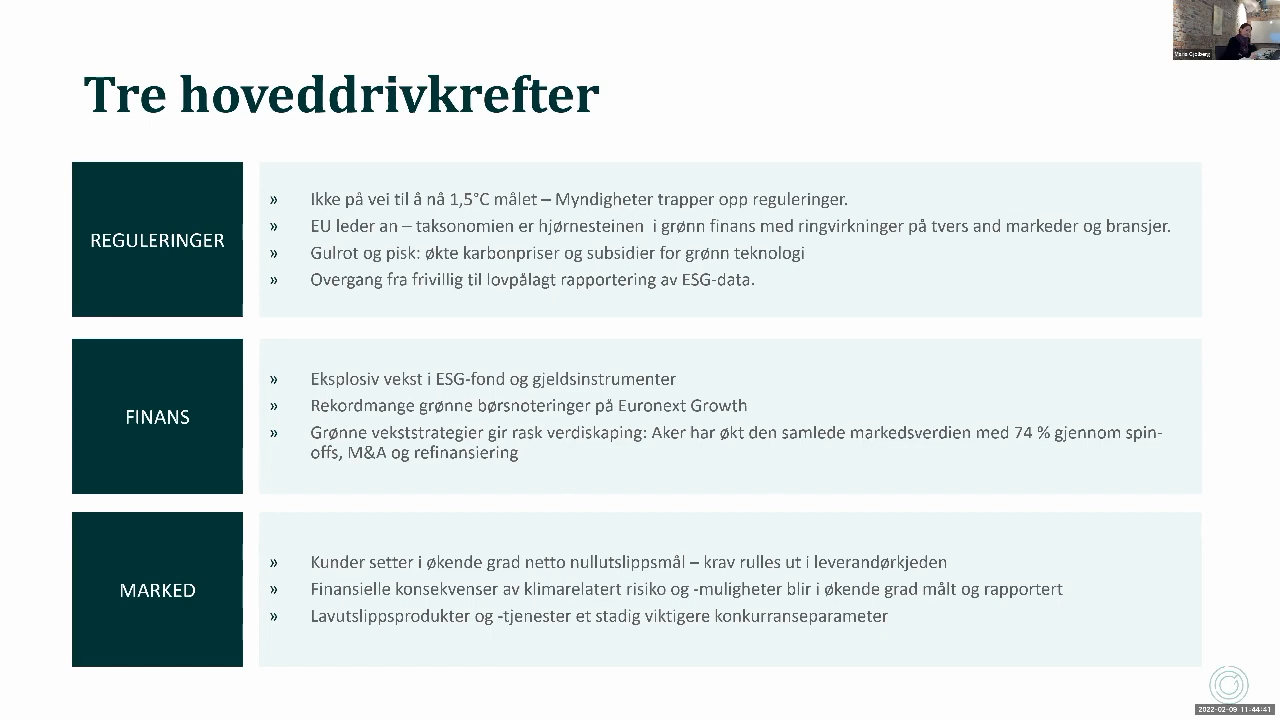 Tre hoveddrivkrefter
REGULERINGER
» Ikke på vei til å nå 1,5°C målet – Myndigheter trapper opp reguleringer.
» EU leder an – taksonomien er hjørnesteinen i grønn finans med ringvirkninger på tvers and markeder og bransjer.
» Gulrot og pisk: økte karbonpriser og subsidier for grønn teknologi
» Overgang fra frivillig til lovpålagt rapportering av ESG-data.
FINANS
» Eksplosiv vekst i ESG-fond og gjeldsinstrumenter
» Rekordmange grønne børsnoteringer på Euronext Growth
» Grønne vekststrategier gir rask verdiskaping: Aker har økt den samlede markedsverdien med 74 % gjennom spin-
offs, M&A og refinansiering
MARKED
» Kunder setter i økende grad netto nullutslippsmål – krav rulles ut i leverandørkjeden
» Finansielle konsekvenser av klimarelatert risiko og -muligheter blir i økende grad målt og rapportert
» Lavutslippsprodukter og -tjenester et stadig viktigere konkurranseparameter
2022-02-09 11:44:41